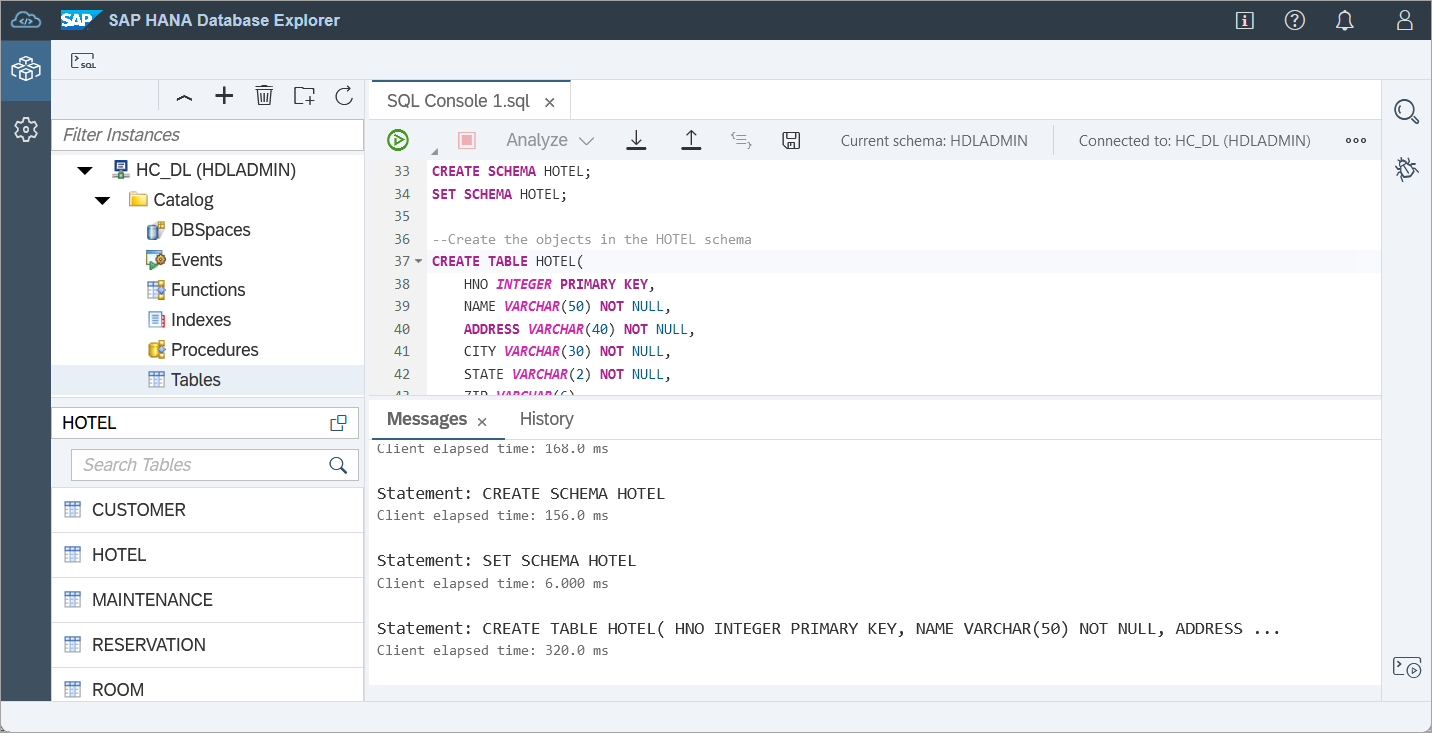 SAP SAP HANA Database Explorer
SQL
SQL Console 1.sql
Filter Instances
Analyze
Current schema: HDLADMIN
Connected to: HC_DL (HDLADMIN)
HC_DL (HDLADMIN)
Catalog
DBSpaces
Events
Functions
Indexes
Procedures
Tables
33 CREATE SCHEMA HOTEL;
34 SET SCHEMA HOTEL;
35
36 --Create the objects in the HOTEL schema
37 CREATE TABLE HOTEL(
38 HNO INTEGER PRIMARY KEY,
39 NAME VARCHAR(50) NOT NULL,
40 ADDRESS VARCHAR(40) NOT NULL,
41 CITY VARCHAR(30) NOT NULL,
42 STATE VARCHAR(2) NOT NULL,
43 ZIP VARCHAR(6)
HOTEL
Search Tables
CUSTOMER
HOTEL
MAINTENANCE
RESERVATION
ROOM
Messages
History
Client elapsed time: 168.0 ms
Statement: CREATE SCHEMA HOTEL
Client elapsed time: 156.0 ms
Statement: SET SCHEMA HOTEL
Client elapsed time: 6.000 ms
Statement: CREATE TABLE HOTEL( HNO INTEGER PRIMARY KEY, NAME VARCHAR(50) NOT NULL, ADDRESS ...
Client elapsed time: 320.0 ms